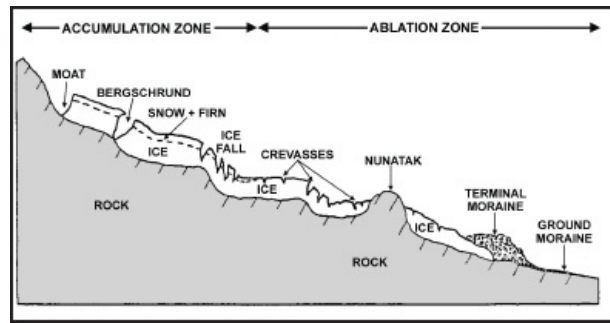 ACCUMULATION ZONE
ABLATION ZONE
MOAT
BERGSCHRUND
SNOW + FIRN
ICE
FALL
CREVASSES
NUNATAK
TERMINAL
MORAINE
GROUND
MORAINE
ICE
ICE
ICE
ROCK
ROCK